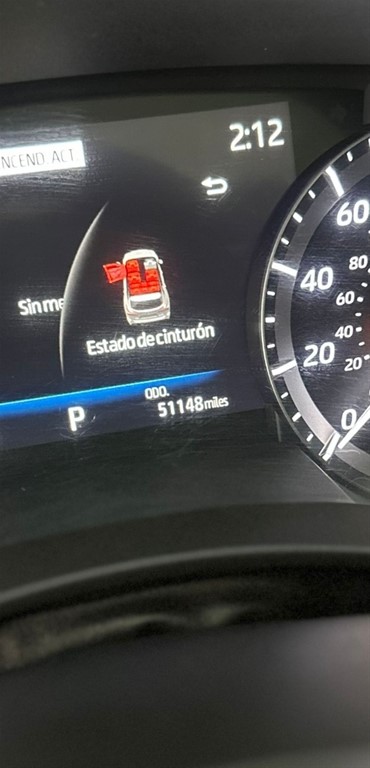 2:12
NCEND. ACT.
Sin me
Estado de cinturón
ODO.
P
51148 miles
60
40
20
0
80
60
40
20